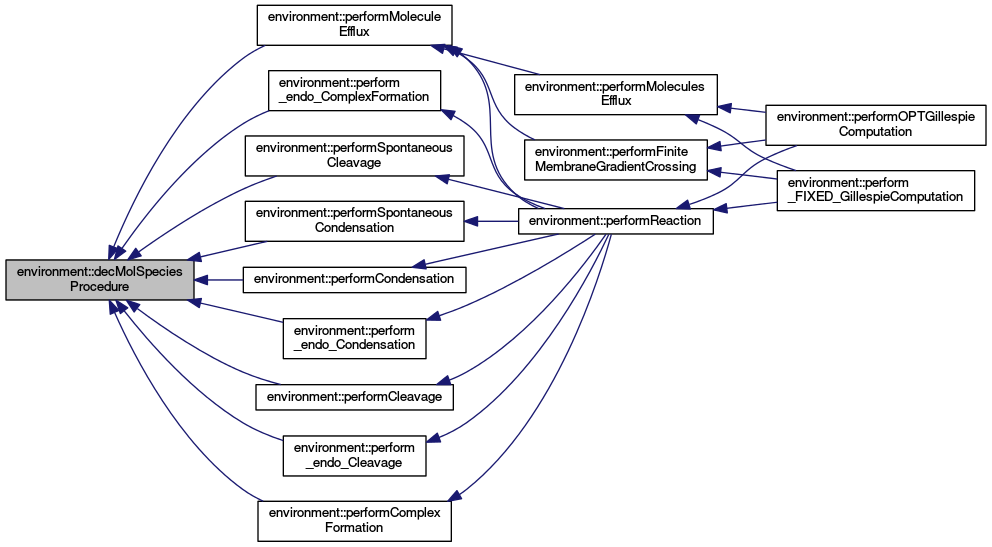 environment::performMolecule
Efflux
environment::perform
_endo_ComplexFormation
environment::performSpontaneous
Cleavage
environment::performSpontaneous
Condensation
environment::decMolSpecies
Procedure
environment::performCondensation
environment::perform
_endo_Condensation
environment::performCleavage
environment::perform
_endo_Cleavage
environment::performComplex
Formation
environment::performMolecules
Efflux
environment::performFinite
MembraneGradientCrossing
environment::performReaction
environment::performOPTGillespie
Computation
environment::perform
_FIXED_GillespieComputation